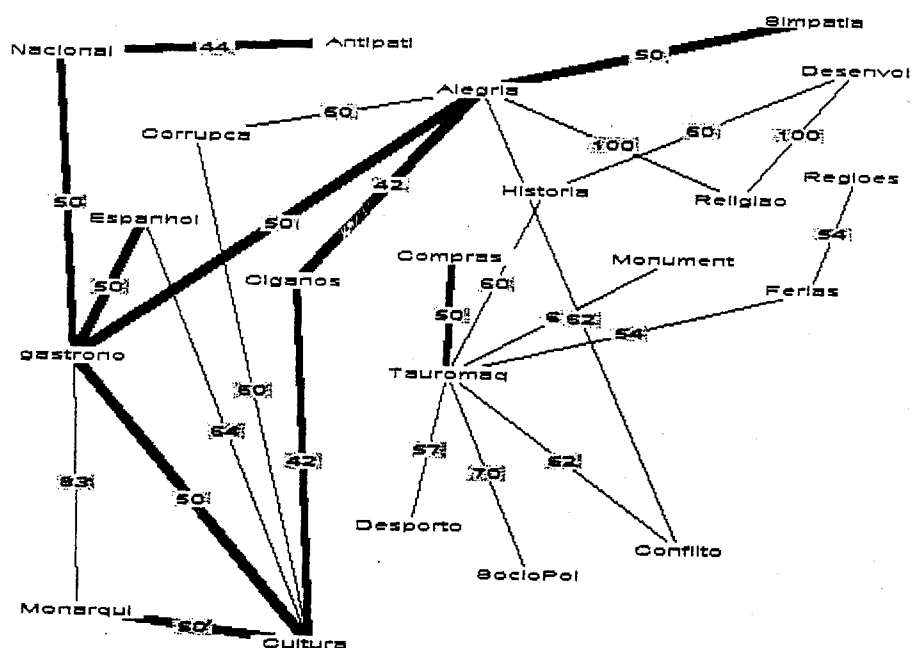 Simpatia
Nacional
44
Antipati
50
Desenvol
Alegria
60
Corrupca
60
100
100
42
Regioes
Historia
Religiao
50
Espanhol
50
54
Compras
Monument
50
Ciganos
60
Ferias
50
6
62
54
gastrono
Tauromaq
60
64
57
42
62
83
70
50
Desporto
Conflito
SocioPol
Monarqui
50
Cultura